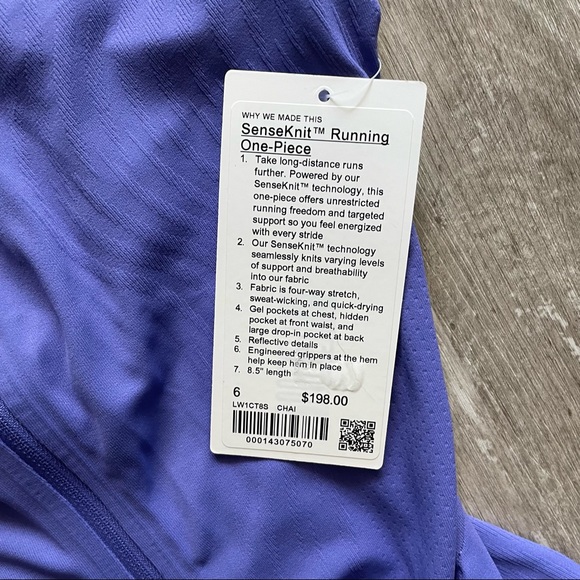 WHY WE MADE THIS
SenseKnit™ Running
One-Piece
1. Take long-distance runs
further. Powered by our
SenseKnit™ technology, this
one-piece offers unrestricted
running freedom and targeted
support so you feel energized
with every stride
2. Our SenseKnit™ technology
seamlessly knits varying levels
of support and breathability
into our fabric
3. Fabric is four-way stretch,
sweat-wicking, and quick-drying
4. Gel pockets at chest, hidden
pocket at front waist, and
large drop-in pocket at back
5. Reflective details
6. Engineered grippers at the hem
help keep hem in place
7. 8.5" length
6 $198.00
LW1CT8S CHAI
000143075070